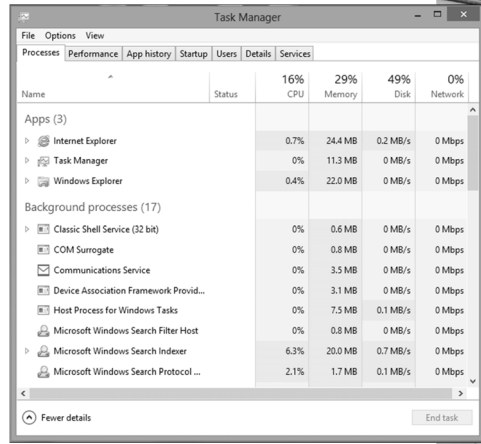 Task Manager
File Options View
Processes Performance App history Startup Users Details Services
16% 29% 49% 0%
Name Status CPU Memory Disk Network
Apps (3)
Internet Explorer 0.7% 24.4 MB 0.2 MB/s 0 Mbps
Task Manager 0% 11.3 MB 0 MB/s 0 Mbps
Windows Explorer 0.4% 22.0 MB 0 MB/s 0 Mbps
Background processes (17)
Classic Shell Service (32 bit) 0% 0.6 MB 0 MB/s 0 Mbps
COM Surrogate 0% 0.8 MB 0 MB/s 0 Mbps
Communications Service 0% 3.5 MB 0 MB/s 0 Mbps
Device Association Framework Provid... 0% 3.1 MB 0 MB/s 0 Mbps
Host Process for Windows Tasks 0% 7.5 MB 0.1 MB/s 0 Mbps
Microsoft Windows Search Filter Host 0% 0.8 MB 0 MB/s 0 Mbps
Microsoft Windows Search Indexer 6.3% 20.0 MB 0.7 MB/s 0 Mbps
Microsoft Windows Search Protocol ... 2.1% 1.7 MB 0.1 MB/s 0 Mbps
Fewer details End task